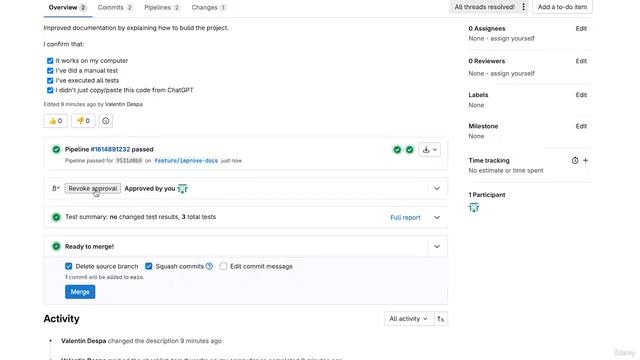 Overview 2 Commits 2 Pipelines 2 Changes 1
All threads resolved! Add a to-do item
Improved documentation by explaining how to build the project.
I confirm that:
It works on my computer
I've did a manual test
I've executed all tests
I didn't just copy/paste this code from ChatGPT
Edited 9 minutes ago by Valentin Despa
0 0
Pipeline #1614891232 passed
Pipeline passed for 9531d0b0 on feature/improve-docs just now
Revoke approval Approved by you
Test summary: no changed test results, 3 total tests Full report
Ready to merge!
Delete source branch Squash commits Edit commit message
1 commit will be added to main.
Merge
Activity All activity
Valentin Despa changed the description 9 minutes ago
0 Assignees Edit
None - assign yourself
0 Reviewers Edit
None - assign yourself
Labels Edit
None
Milestone Edit
None
Time tracking
No estimate or time spent
1 Participant
Udemy